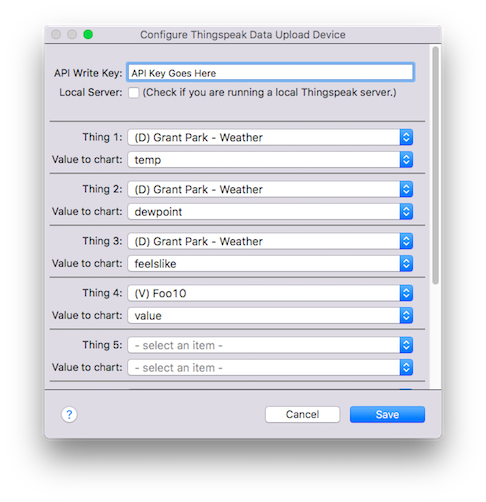 Configure Thingspeak Data Upload Device
API Write Key: API Key Goes Here
Local Server: (Check if you are running a local Thingspeak server.)
Thing 1: (D) Grant Park - Weather
Value to chart: temp
Thing 2: (D) Grant Park - Weather
Value to chart: dewpoint
Thing 3: (D) Grant Park - Weather
Value to chart: feelslike
Thing 4: (V) Foo10
Value to chart: value
Thing 5: - select an item -
Value to chart: - select an item -
? Cancel Save